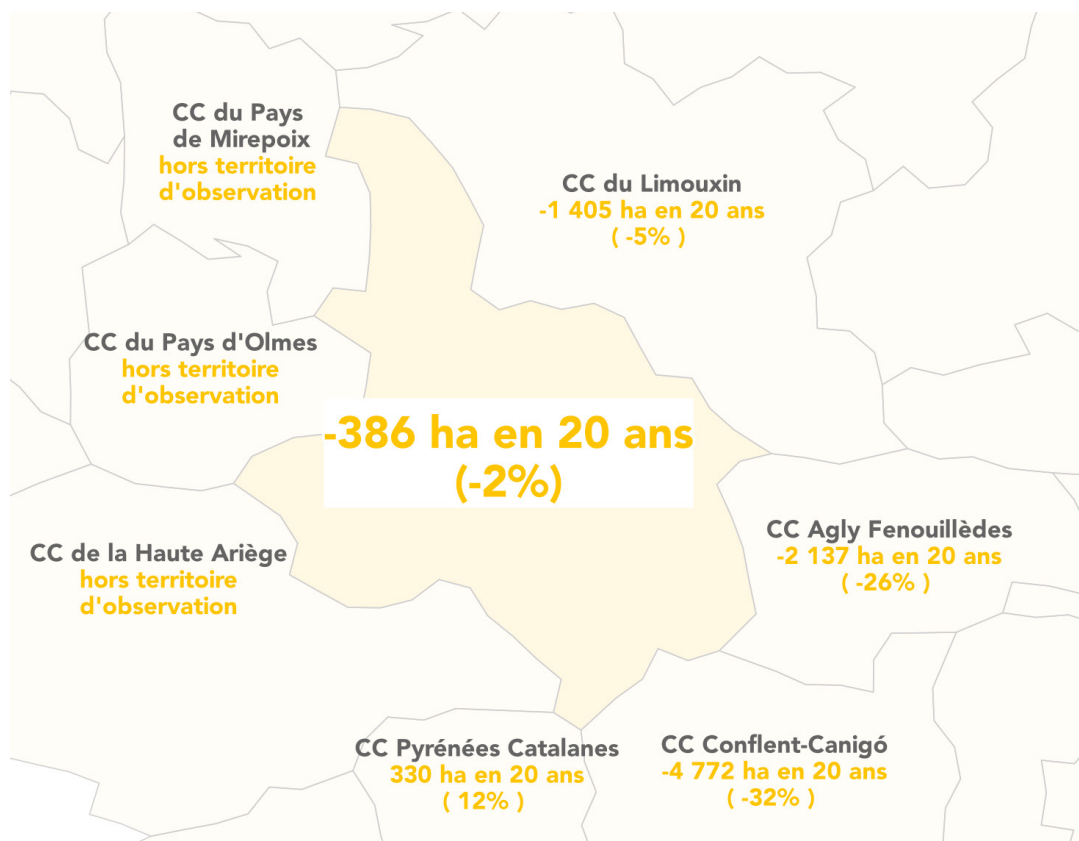 CC du Pays
de Mirepoix
hors territoire
d'observation
CC du Limouxin
-1 405 ha en 20 ans
( -5% )
CC du Pays d'Olmes
hors territoire
d'observation
-386 ha en 20 ans
(-2%)
CC Agly Fenouillèdes
-2 137 ha en 20 ans
( -26% )
CC de la Haute Ariège
hors territoire
d'observation
CC Pyrénées Catalanes
330 ha en 20 ans
( 12% )
CC Conflent-Canigó
-4 772 ha en 20 ans
( -32% )